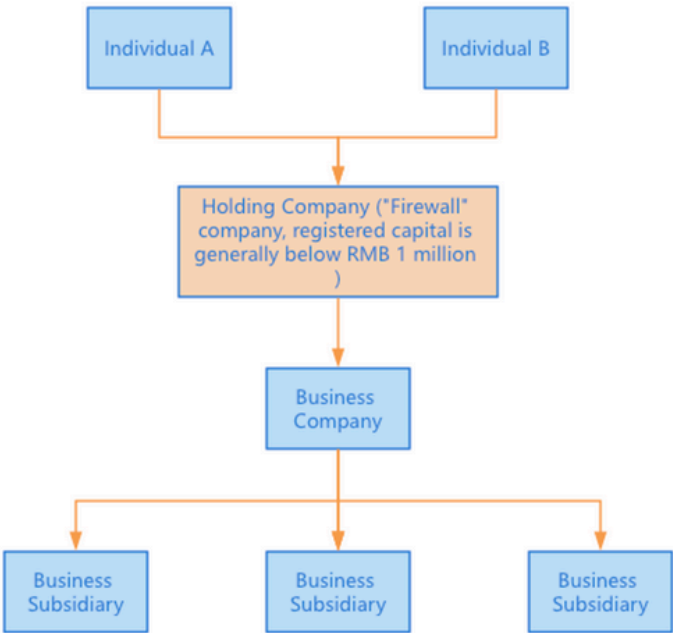 Individual A
Individual B
Holding Company ("Firewall"
company, registered capital is
generally below RMB 1 million
)
Business
Company
Business
Subsidiary
Business
Subsidiary
Business
Subsidiary